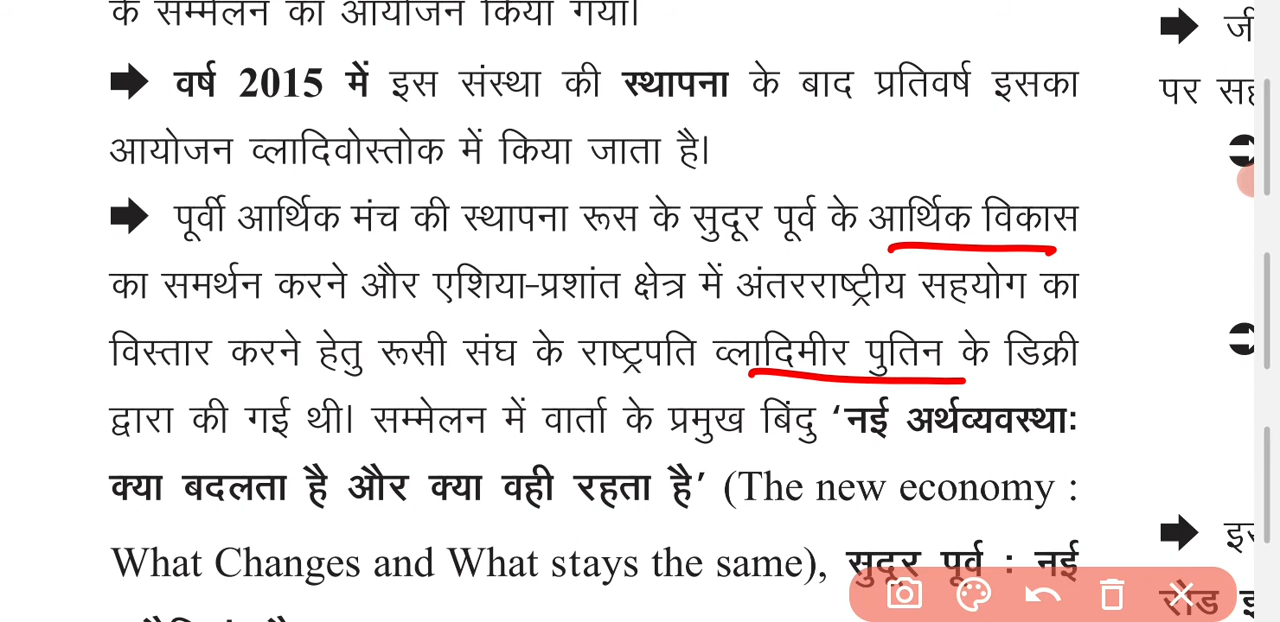 के सम्मेलन का आयोजन किया गया।
➡ वर्ष 2015 में इस संस्था की स्थापना के बाद प्रतिवर्ष इसका
आयोजन व्लादिवोस्तोक में किया जाता है।
➡ पूर्वी आर्थिक मंच की स्थापना रूस के सुदूर पूर्व के आर्थिक विकास
का समर्थन करने और एशिया-प्रशांत क्षेत्र में अंतरराष्ट्रीय सहयोग का
विस्तार करने हेतु रूसी संघ के राष्ट्रपति व्लादिमीर पुतिन के डिक्री
द्वारा की गई थी। सम्मेलन में वार्ता के प्रमुख बिंदु ‘नई अर्थव्यवस्थाः
क्या बदलता है और क्या वही रहता है’ (The new economy :
What Changes and What stays the same), सुदूर पूर्व : नई
पर
रोड